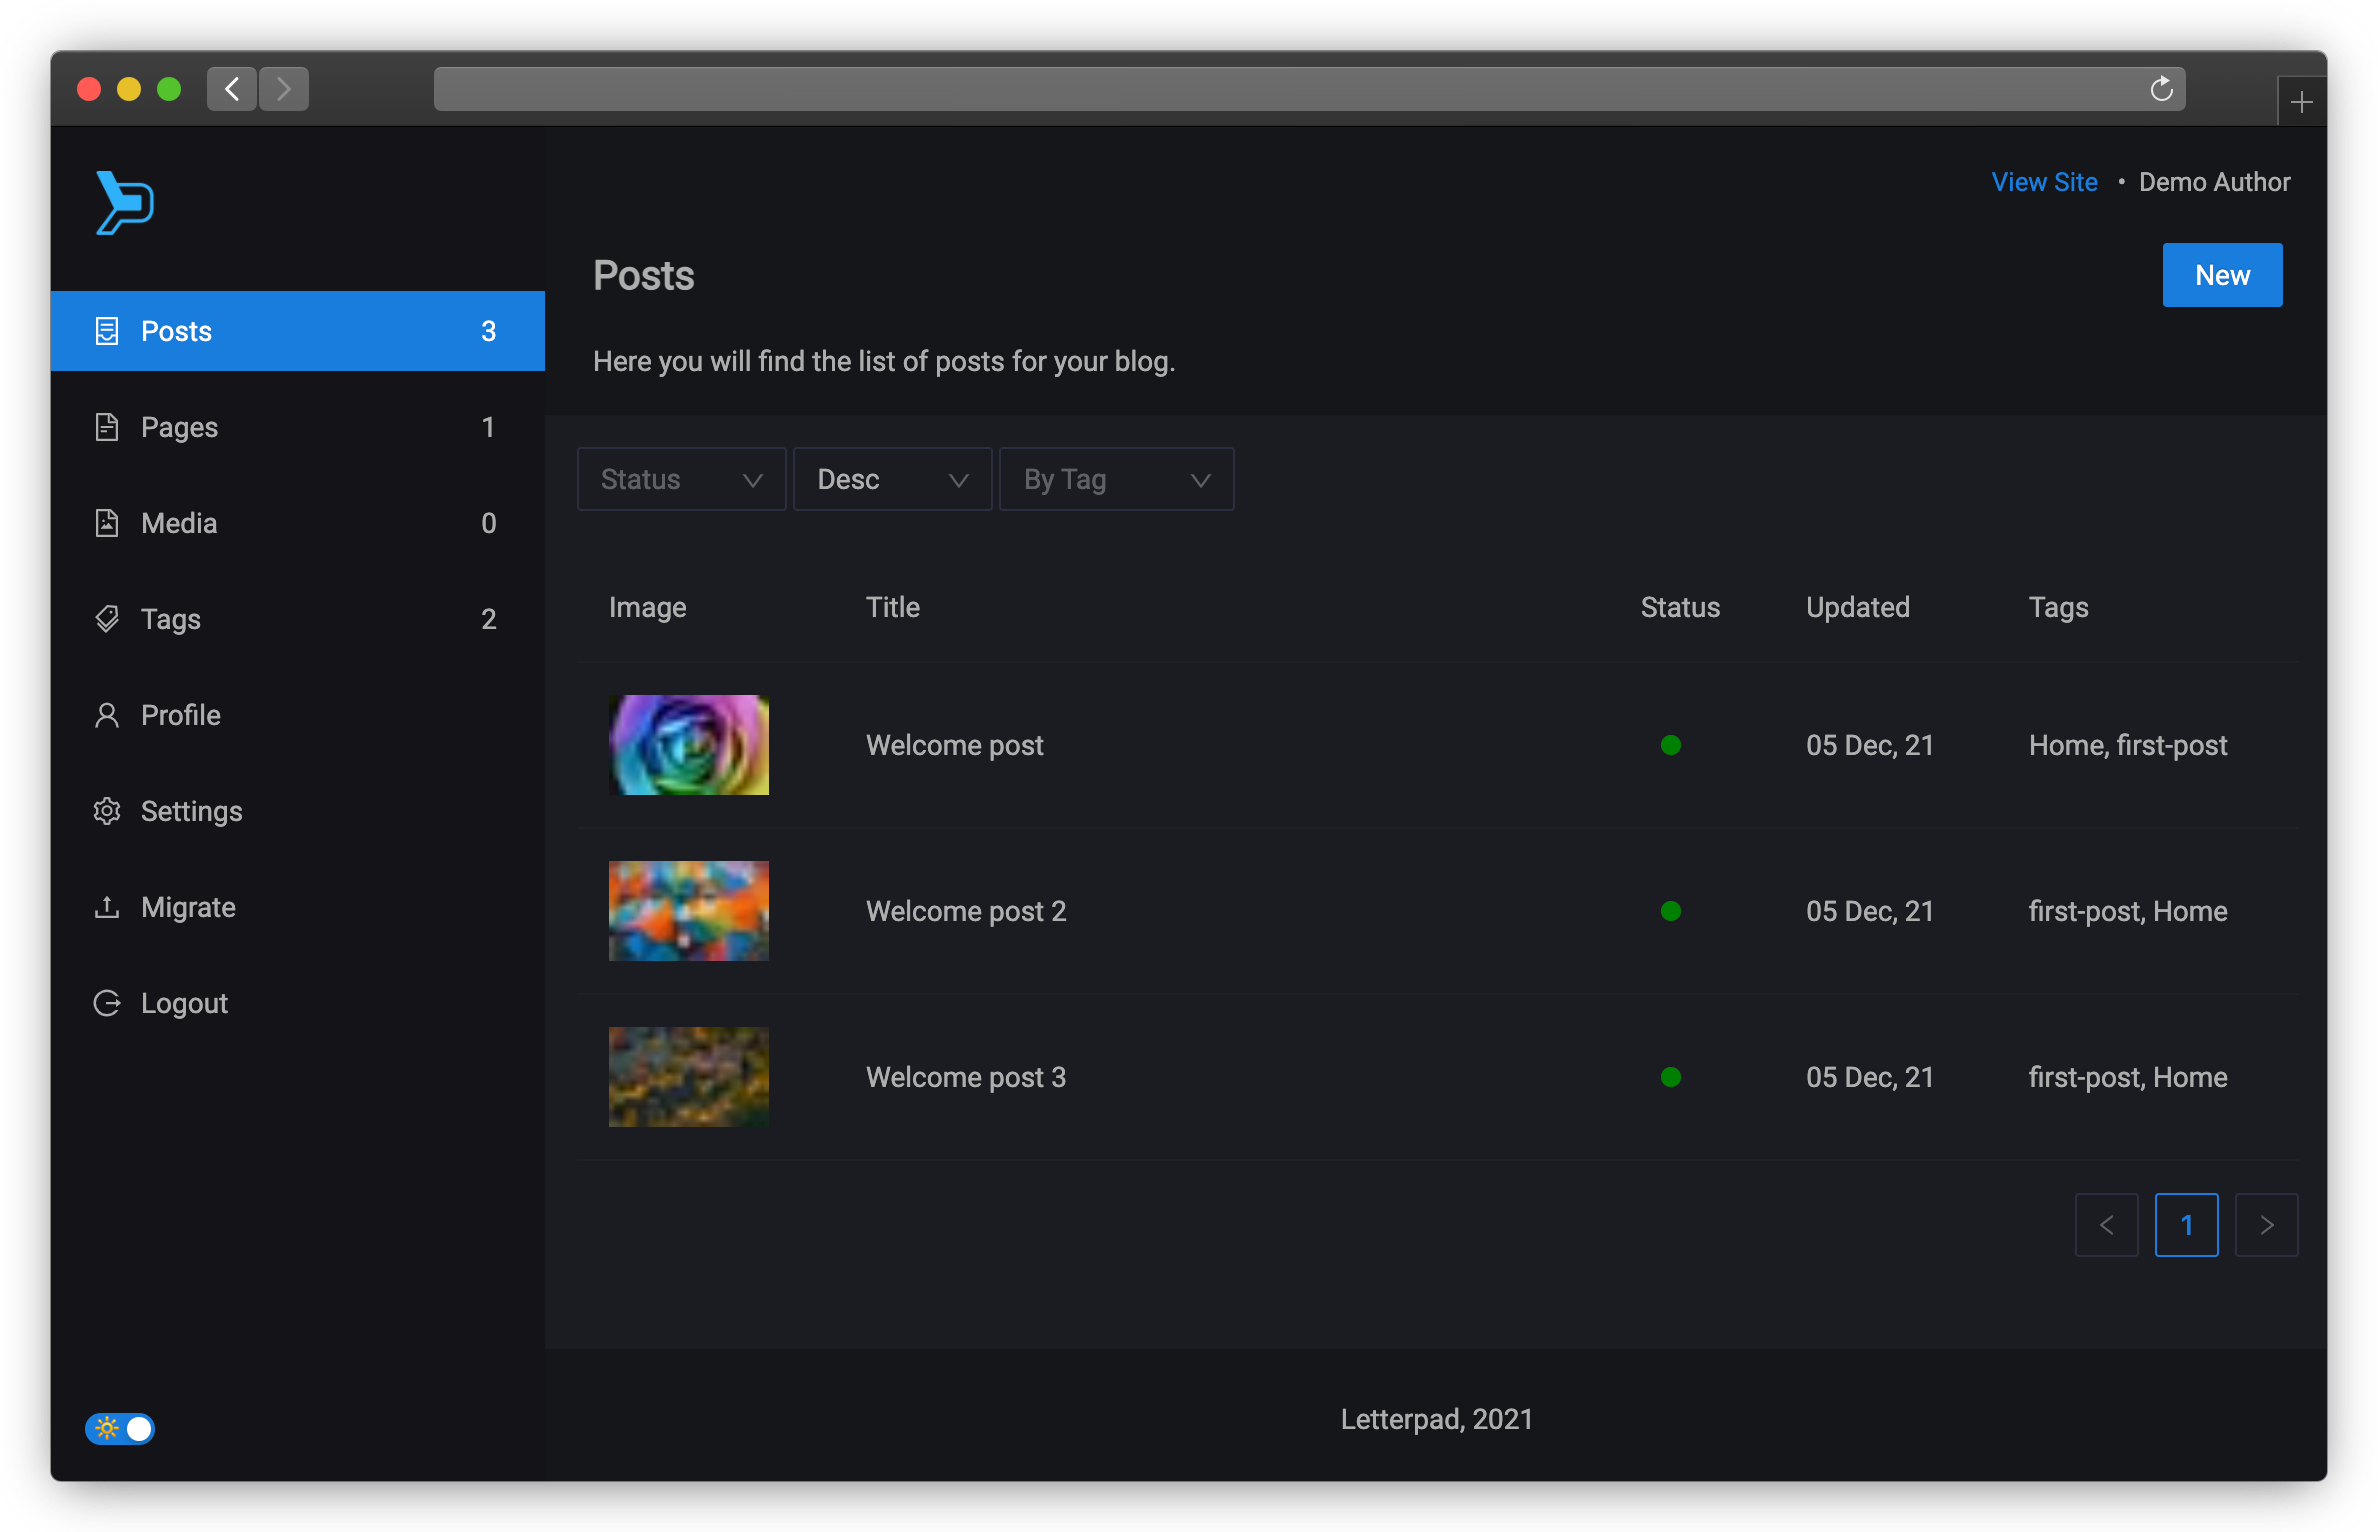 View Site • Demo Author
Posts 3
Pages 1
Media 0
Tags 2
Profile
Settings
Migrate
Logout
Posts
New
Here you will find the list of posts for your blog.
Status Desc By Tag
Image Title Status Updated Tags
Welcome post 05 Dec, 21 Home, first-post
Welcome post 2 05 Dec, 21 first-post, Home
Welcome post 3 05 Dec, 21 first-post, Home
1
Letterpad, 2021